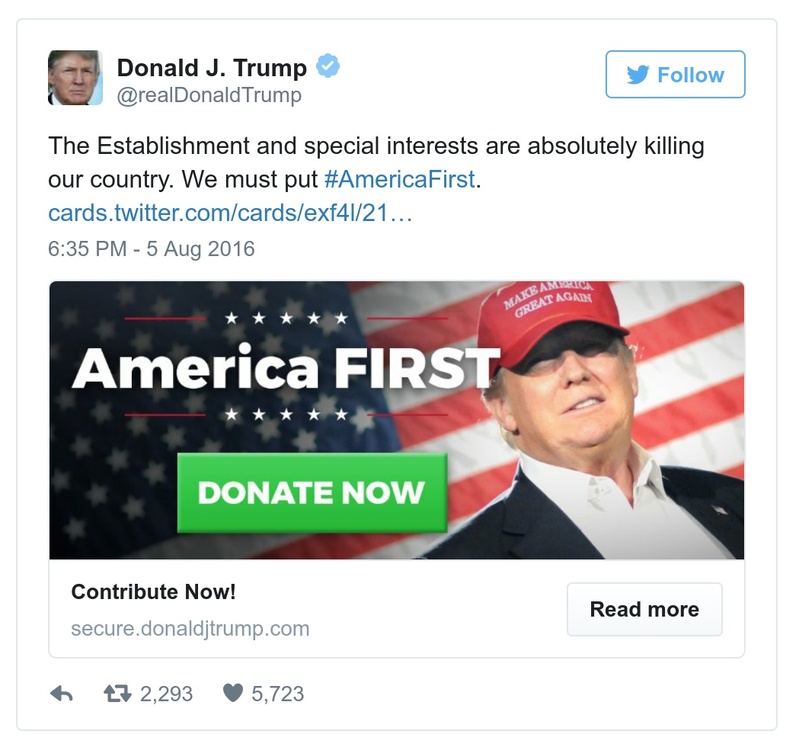 Donald J. Trump
@realDonaldTrump
Follow
The Establishment and special interests are absolutely killing
our country. We must put #AmericaFirst.
cards.twitter.com/cards/exf4l/21…
6:35 PM - 5 Aug 2016
MAKE AMERICA
GREAT AGAIN
America FIRST
DONATE NOW
Contribute Now!
secure.donaldjtrump.com
Read more
2,293
5,723